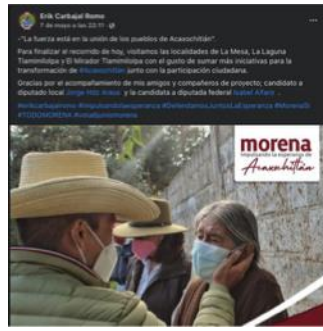 Erik Carbajal Romo
7 de mayo a las 22:11 ·
-"La fuerza está en la unión de los pueblos de Acaxochitlán".
Para finalizar el recorrido de hoy, visitamos las localidades de La Mesa, La Laguna
Tlamimilolpa y El Mirador Tlamimilolpa con el gusto de sumar más iniciativas para la
transformación de #Acaxochitlán junto con la participación ciudadana.
Gracias por el acompañamiento de mis amigos y compañeros de proyecto; candidato a
diputado local Jorge Hdz Araus y la candidata a diputada federal Isabel Alfaro .
#erikcarbajalromo #impulsandolaesperanza #DefendamosJuntosLaEsperanza #MorenaSi
#TODOMORENA #vota6juniomorena
morena
impulsando la esperanza de
Acaxochitlán